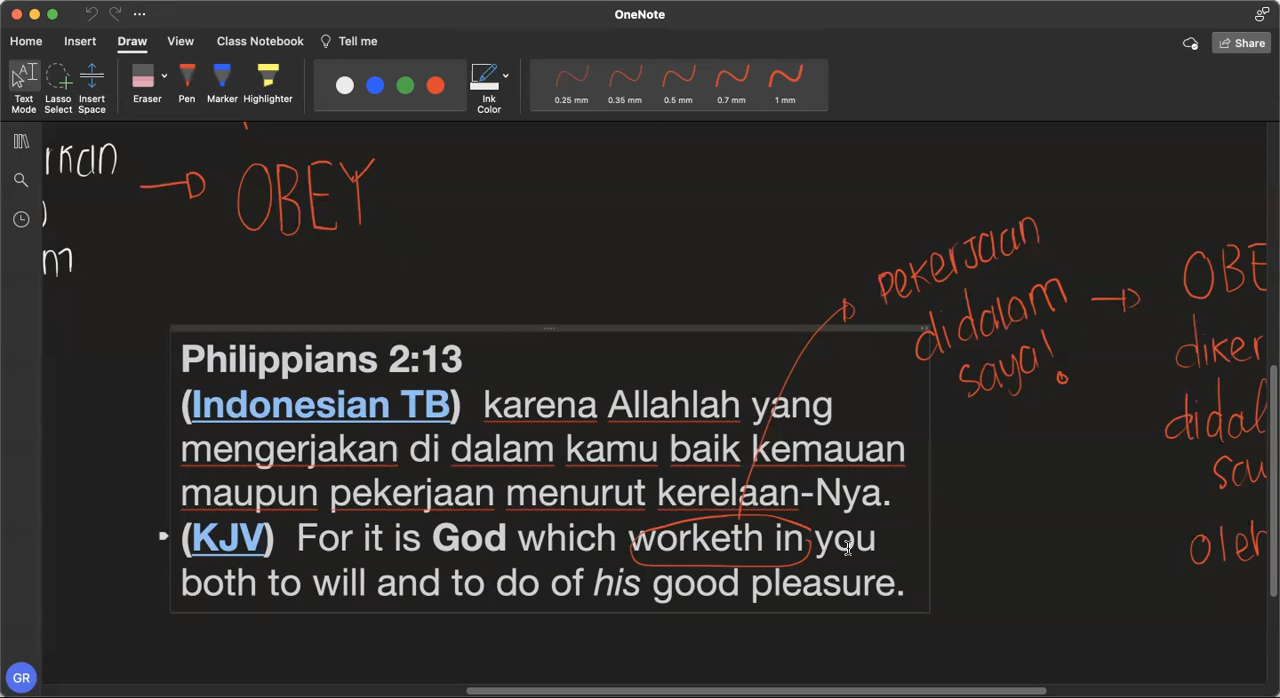 OneNote
Home Insert Draw View Class Notebook Tell me
Share
Text Mode
Lasso Select
Insert Space
Eraser
Pen
Marker
Highlighter
Ink Color
0.25 mm 0.35 mm 0.5 mm 0.7 mm 1 mm
rkan
m
OBEY
pekerjaan
didalam
saya!
OBE
diker
didal
oleh
Philippians 2:13
(Indonesian TB) karena Allahlah yang
mengerjakan di dalam kamu baik kemauan
maupun pekerjaan menurut kerelaan-Nya.
(KJV) For it is God which worketh in you
both to will and to do of his good pleasure.
GR